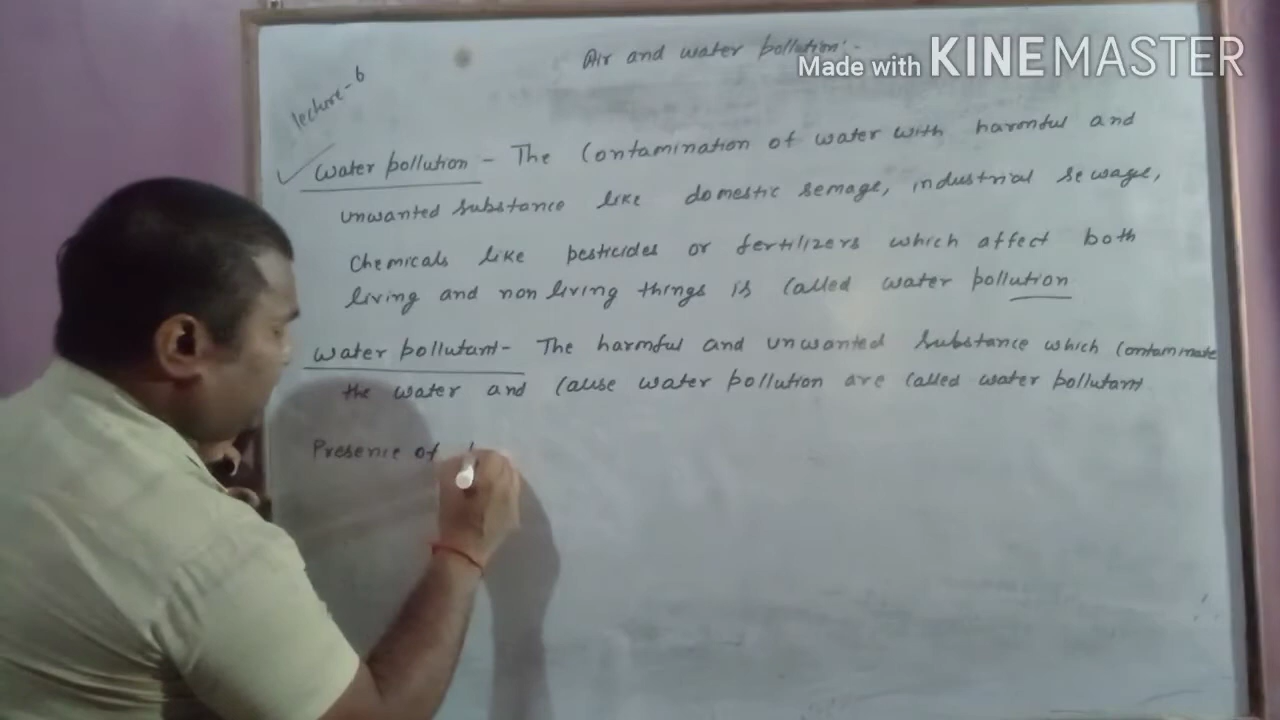 Air and water pollution:-
Made with KINEMASTER
lecture-6
water pollution - The Contamination of water with harmful and
unwanted substance like domestic semage, industrial sewage,
chemicals like pesticides or fertilizers which affect both
living and non living things is called water pollution
water pollutant- The harmful and unwanted substance which contaminate
the water and cause water pollution are called water pollutant
Presence of